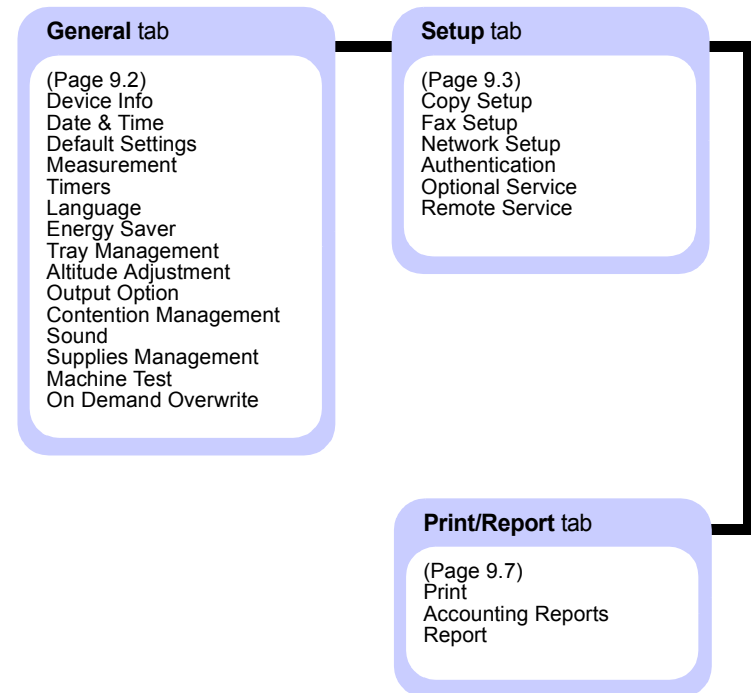 General tab
(Page 9.2)
Device Info
Date & Time
Default Settings
Measurement
Timers
Language
Energy Saver
Tray Management
Altitude Adjustment
Output Option
Contention Management
Sound
Supplies Management
Machine Test
On Demand Overwrite
Setup tab
(Page 9.3)
Copy Setup
Fax Setup
Network Setup
Authentication
Optional Service
Remote Service
Print/Report tab
(Page 9.7)
Print
Accounting Reports
Report